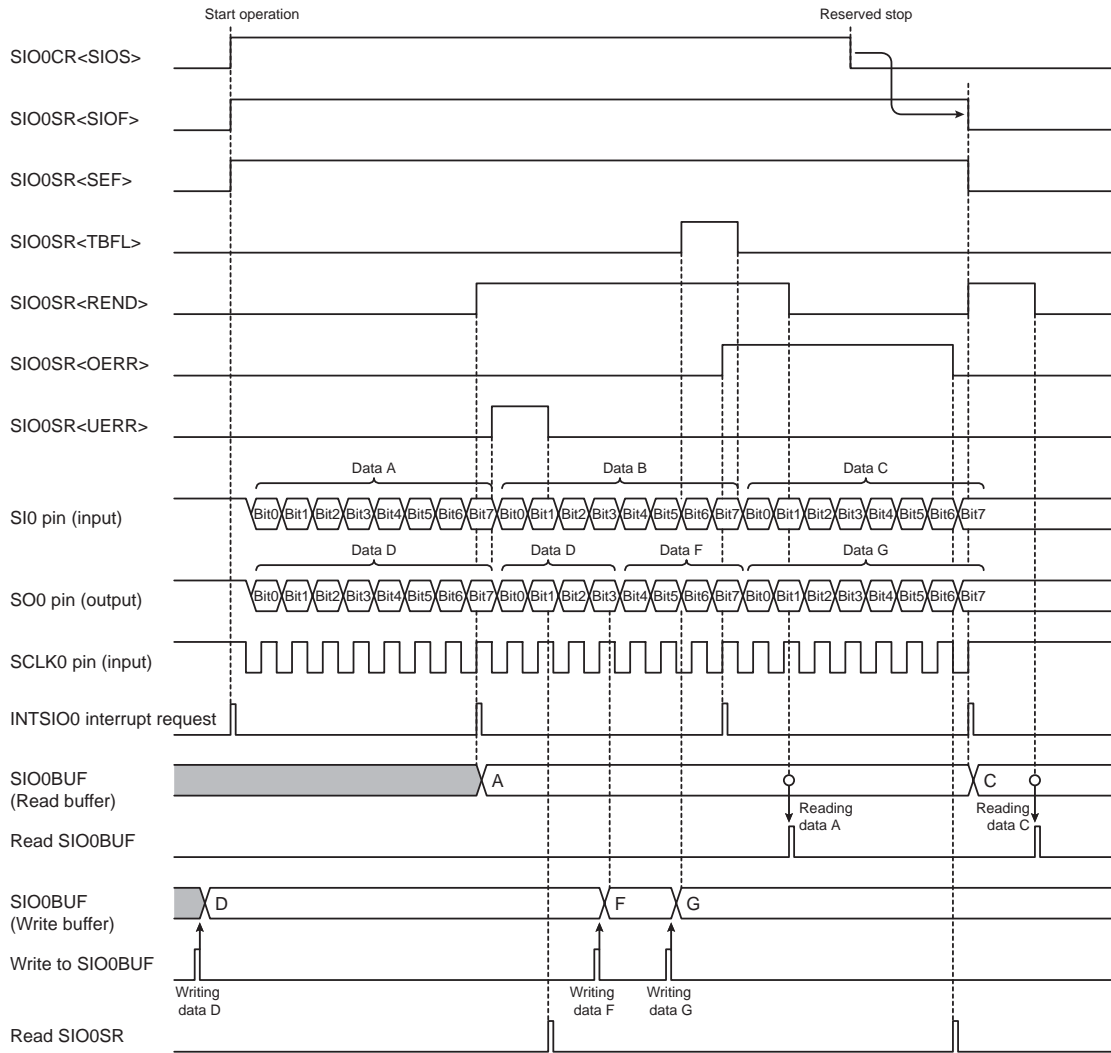 Start operation
Reserved stop
SIO0CR<SIOS>
SIO0SR<SIOF>
SIO0SR<SEF>
SIO0SR<TBFL>
SIO0SR<REND>
SIO0SR<OERR>
SIO0SR<UERR>
Data A Data B Data C
SI0 pin (input) Bit0 Bit1 Bit2 Bit3 Bit4 Bit5 Bit6 Bit7 Bit0 Bit1 Bit2 Bit3 Bit4 Bit5 Bit6 Bit7 Bit0 Bit1 Bit2 Bit3 Bit4 Bit5 Bit6 Bit7
Data D Data D Data F Data G
SO0 pin (output) Bit0 Bit1 Bit2 Bit3 Bit4 Bit5 Bit6 Bit7 Bit0 Bit1 Bit2 Bit3 Bit4 Bit5 Bit6 Bit7 Bit0 Bit1 Bit2 Bit3 Bit4 Bit5 Bit6 Bit7
SCLK0 pin (input)
INTSIO0 interrupt request
SIO0BUF
(Read buffer)
A
C
Reading
data A
Reading
data C
Read SIO0BUF
SIO0BUF
(Write buffer)
D
F
G
Write to SIO0BUF
Writing
data D
Writing
data F
Writing
data G
Read SIO0SR